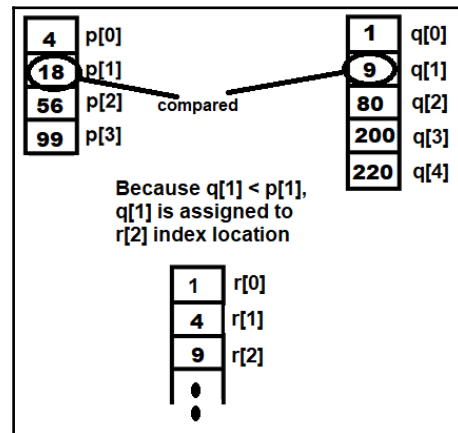 4 p[0] 1 q[0]
18 p[1] 9 q[1]
56 p[2] compared 80 q[2]
99 p[3] 200 q[3]
220 q[4]
Because q[1] < p[1],
q[1] is assigned to
r[2] index location
1 r[0]
4 r[1]
9 r[2]